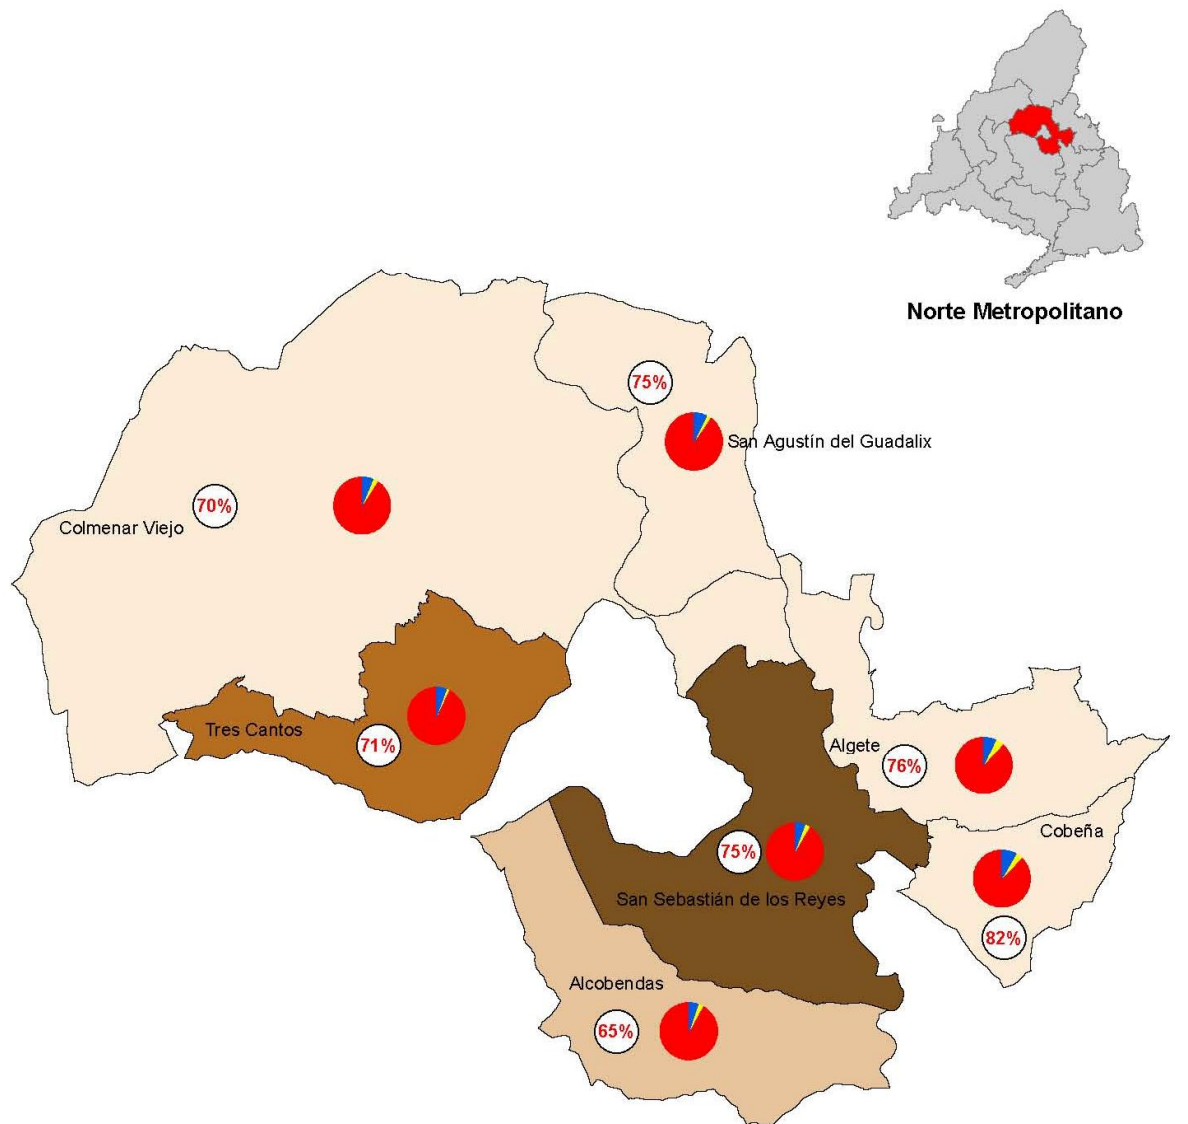 Norte Metropolitano
75%
San Agustín del Guadalix
70%
Colmenar Viejo
Tres Cantos
71%
Algete
76%
Cobeña
75%
San Sebastián de los Reyes
82%
Alcobendas
65%